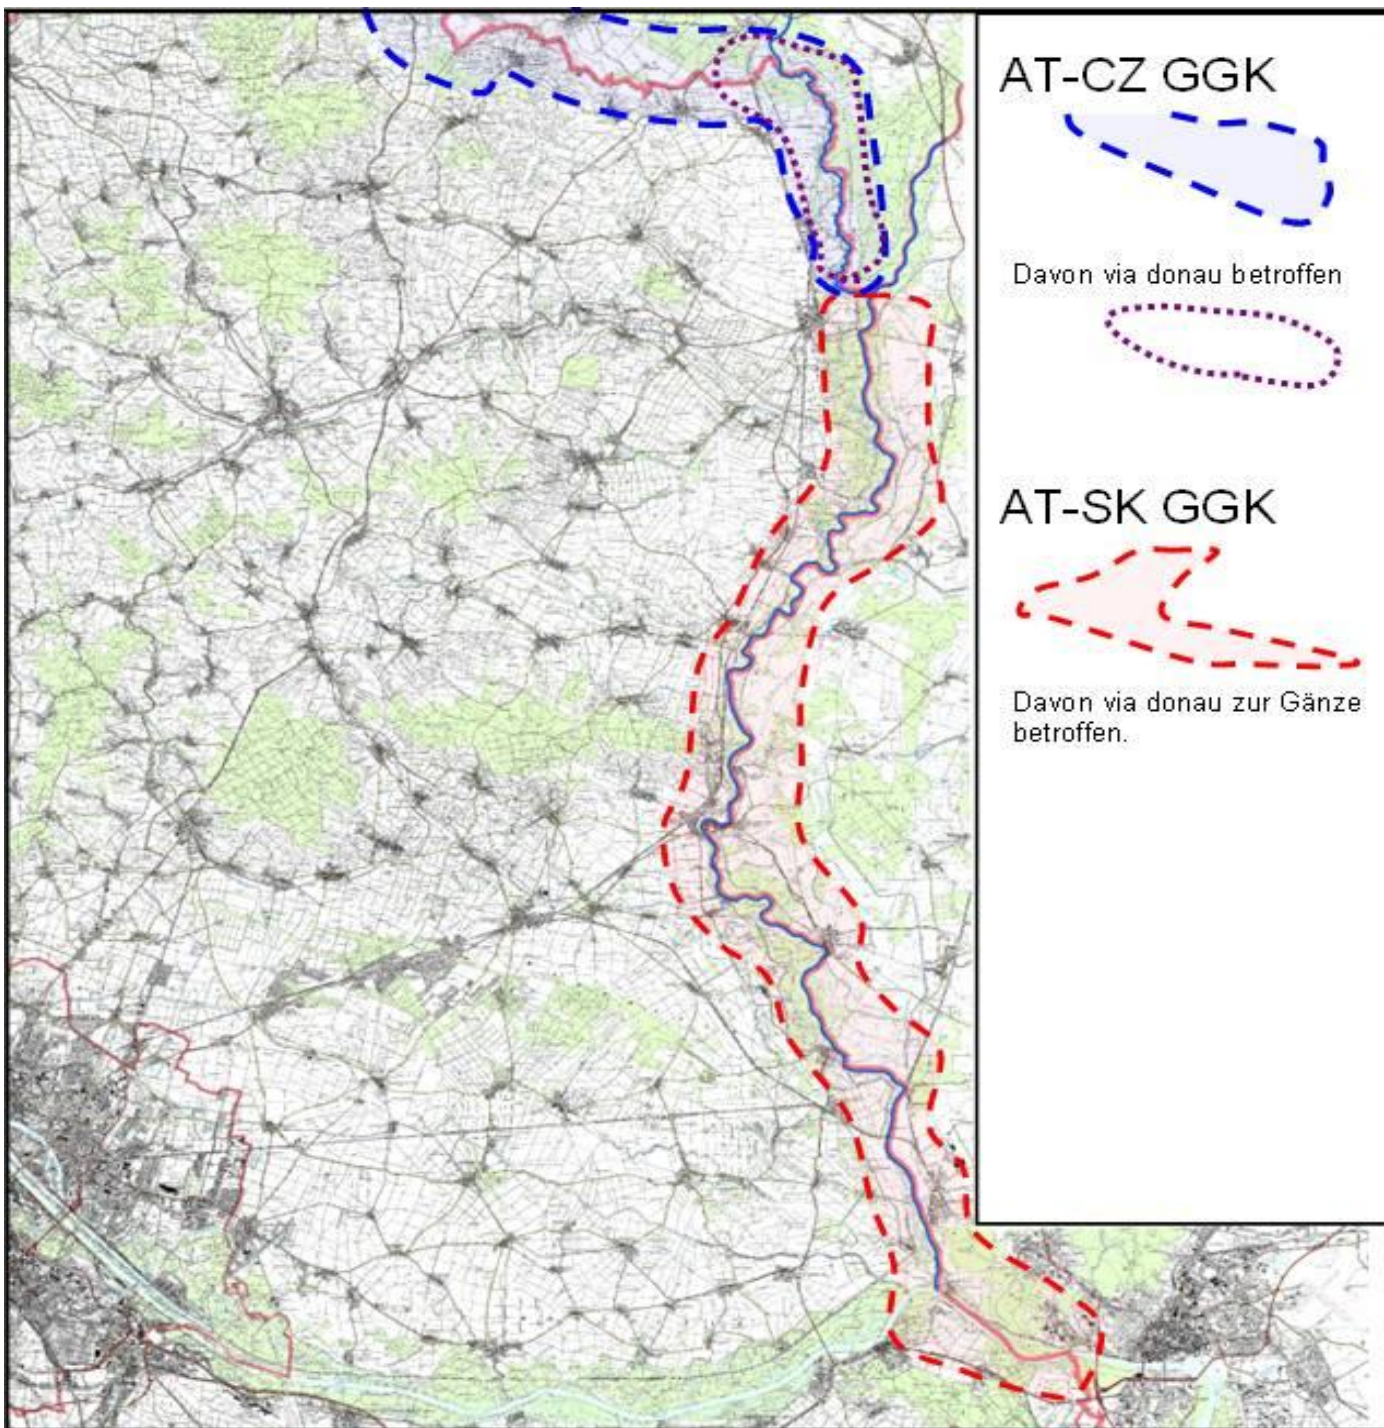 AT-CZ GGK
Davon via donau betroffen
AT-SK GGK
Davon via donau zur Gänze
betroffen.